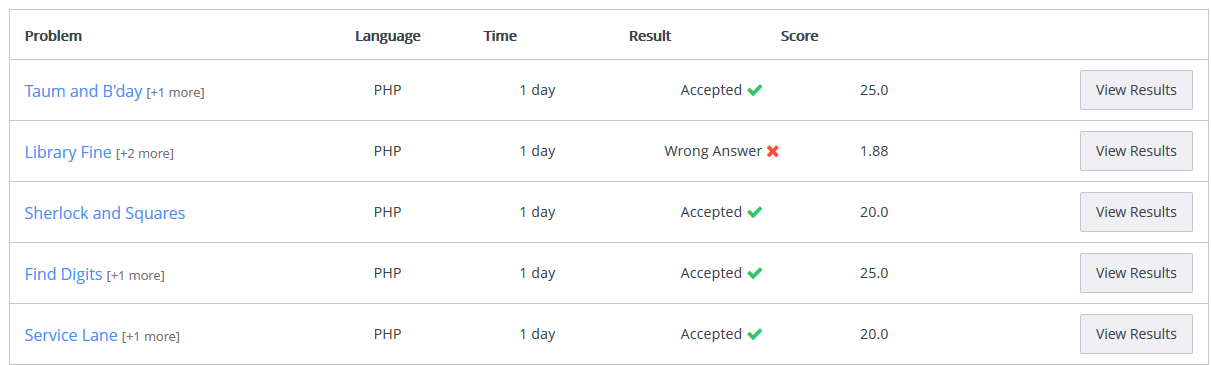 Problem Language Time Result Score
Taum and B'day [+1 more] PHP 1 day Accepted 25.0 View Results
Library Fine [+2 more] PHP 1 day Wrong Answer 1.88 View Results
Sherlock and Squares PHP 1 day Accepted 20.0 View Results
Find Digits [+1 more] PHP 1 day Accepted 25.0 View Results
Service Lane [+1 more] PHP 1 day Accepted 20.0 View Results